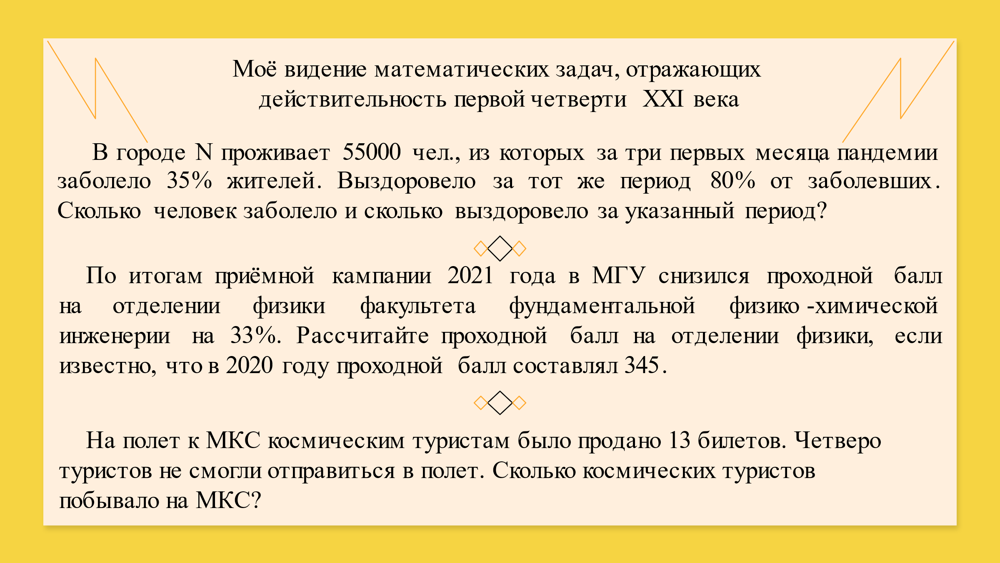 Моё видение математических задач, отражающих
действительность первой четверти XXI века
В городе N проживает 55000 чел., из которых за три первых месяца пандемии
заболело 35% жителей. Выздоровело за тот же период 80% от заболевших.
Сколько человек заболело и сколько выздоровело за указанный период?
По итогам приёмной кампании 2021 года в МГУ снизился проходной балл
на отделении физики факультета фундаментальной физико-химической
инженерии на 33%. Рассчитайте проходной балл на отделении физики, если
известно, что в 2020 году проходной балл составлял 345.
На полет к МКС космическим туристам было продано 13 билетов. Четверо
туристов не смогли отправиться в полет. Сколько космических туристов
побывало на МКС?